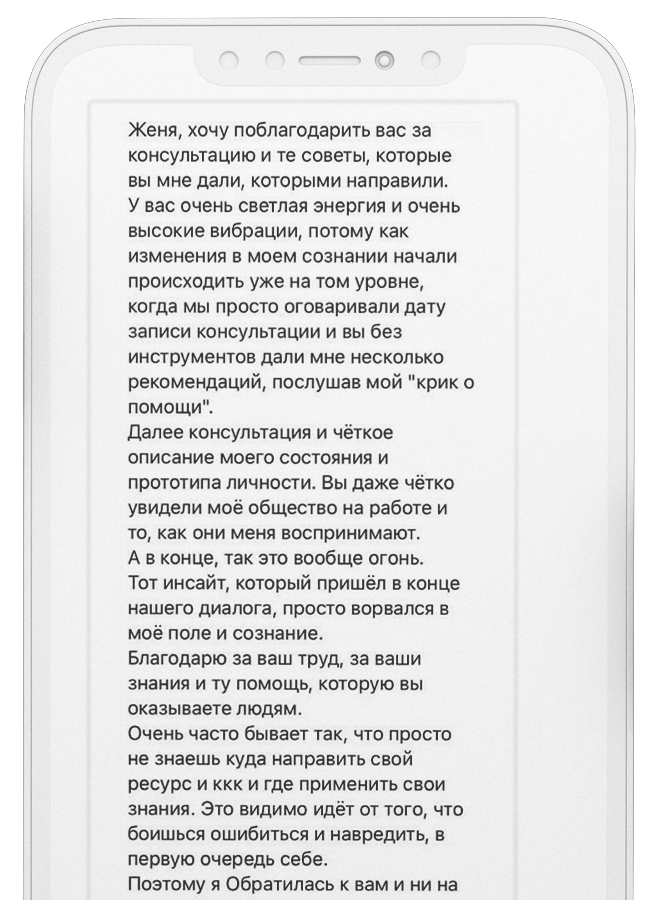 Женя, хочу поблагодарить вас за
консультацию и те советы, которые
вы мне дали, которыми направили.
У вас очень светлая энергия и очень
высокие вибрации, потому как
изменения в моем сознании начали
происходить уже на том уровне,
когда мы просто оговаривали дату
записи консультации и вы без
инструментов дали мне несколько
рекомендаций, послушав мой "крик о
помощи".
Далее консультация и чёткое
описание моего состояния и
прототипа личности. Вы даже чётко
увидели моё общество на работе и
то, как они меня воспринимают.
А в конце, так это вообще огонь.
Тот инсайт, который пришёл в конце
нашего диалога, просто ворвался в
моё поле и сознание.
Благодарю за ваш труд, за ваши
знания и ту помощь, которую вы
оказываете людям.
Очень часто бывает так, что просто
не знаешь куда направить свой
ресурс и ккк и где применить свои
знания. Это видимо идёт от того, что
боишься ошибиться и навредить, в
первую очередь себе.
Поэтому я Обратилась к вам и ни на